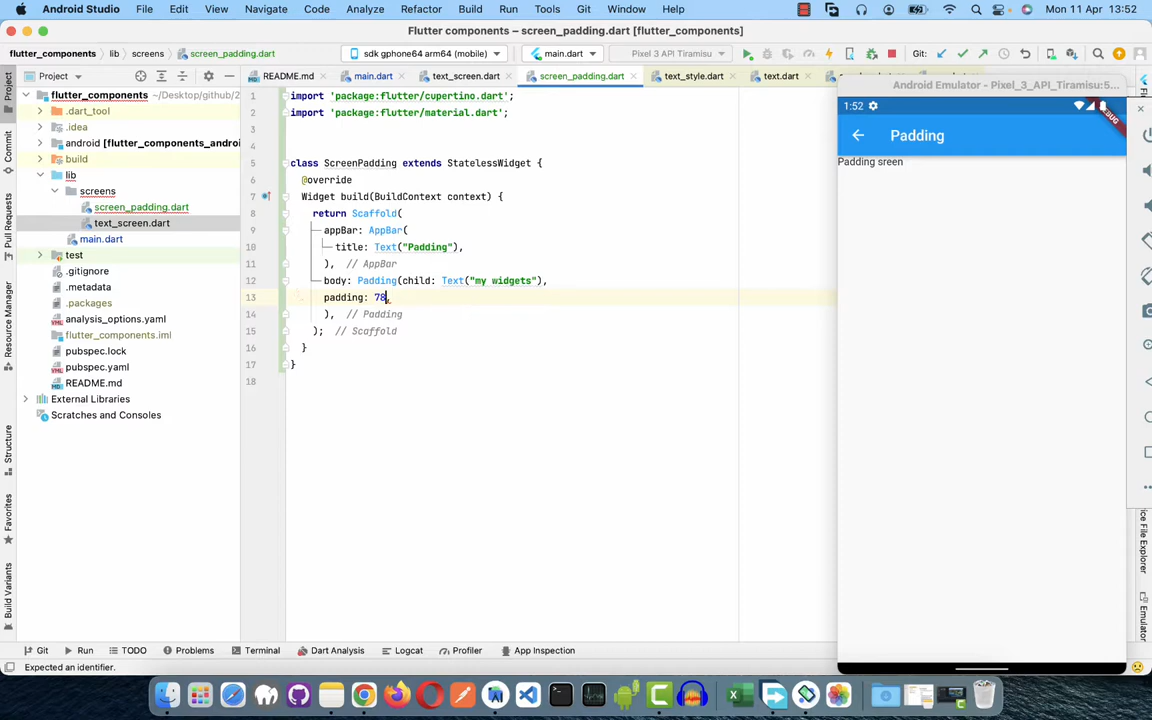 Android Studio File Edit View Navigate Code Analyze Refactor Build Run Tools Git Window Help Mon 11 Apr 13:52
Flutter components – screen_padding.dart [flutter_components]
flutter_components lib screens screen_padding.dart sdk gphone64 arm64 (mobile) main.dart Pixel 3 API Tiramisu Git:
Project README.md main.dart text_screen.dart screen_padding.dart text_style.dart text.dart
Android Emulator - Pixel_3_API_Tiramisu:5...
1:52
DEBUG
Padding
Padding sreen
flutter_components ~/Desktop/github/2
.dart_tool
.idea
android [flutter_components_androi
build
lib
screens
screen_padding.dart
text_screen.dart
main.dart
test
.gitignore
.metadata
.packages
analysis_options.yaml
flutter_components.iml
pubspec.lock
pubspec.yaml
README.md
External Libraries
Scratches and Consoles
1 import 'package:flutter/cupertino.dart';
2 import 'package:flutter/material.dart';
3
4
5 class ScreenPadding extends StatelessWidget {
6 @override
7 Widget build(BuildContext context) {
8 return Scaffold(
9 appBar: AppBar(
10 title: Text("Padding"),
11 ), // AppBar
12 body: Padding(child: Text("my widgets"),
13 padding: 78,
14 ), // Padding
15 ); // Scaffold
16 }
17 }
18
Project
Commit
Pull Requests
Resource Manager
Structure
Favorites
Build Variants
ice File Explorer
Emulator
Git Run TODO Problems Terminal Dart Analysis Logcat Profiler App Inspection
Expected an identifier.